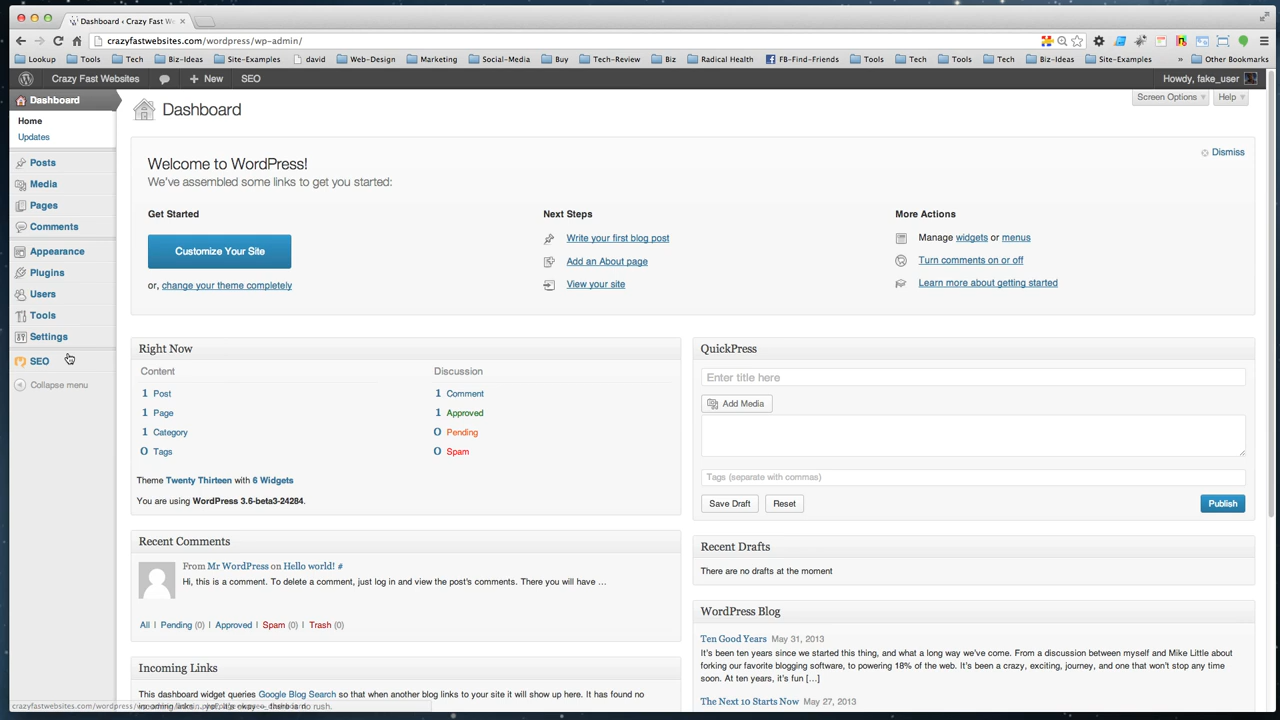 Dashboard ‹ Crazy Fast We
crazyfastwebsites.com/wordpress/wp-admin/
Lookup Tools Tech Biz-Ideas Site-Examples david Web-Design Marketing Social-Media Buy Tech-Review Biz Radical Health FB-Find-Friends Tools Tech Tools Tech Biz-Ideas Site-Examples » Other Bookmarks
Crazy Fast Websites + New SEO Howdy, fake_user
Screen Options Help
Dashboard
Home
Updates
Posts
Media
Pages
Comments
Appearance
Plugins
Users
Tools
Settings
SEO
Collapse menu
Dashboard
Welcome to WordPress!
Dismiss
We've assembled some links to get you started:
Get Started
Customize Your Site
or, change your theme completely
Next Steps
Write your first blog post
Add an About page
View your site
More Actions
Manage widgets or menus
Turn comments on or off
Learn more about getting started
Right Now
Content Discussion
1 Post 1 Comment
1 Page 1 Approved
1 Category 0 Pending
0 Tags 0 Spam
Theme Twenty Thirteen with 6 Widgets
You are using WordPress 3.6-beta3-24284.
Recent Comments
From Mr WordPress on Hello world! #
Hi, this is a comment. To delete a comment, just log in and view the post's comments. There you will have …
All | Pending (0) | Approved | Spam (0) | Trash (0)
Incoming Links
This dashboard widget queries Google Blog Search so that when another blog links to your site it will show up here. It has found no
there is no rush.
QuickPress
Enter title here
Add Media
Tags (separate with commas)
Save Draft Reset Publish
Recent Drafts
There are no drafts at the moment
WordPress Blog
Ten Good Years May 31, 2013
It's been ten years since we started this thing, and what a long way we've come. From a discussion between myself and Mike Little about
forking our favorite blogging software, to powering 18% of the web. It's been a crazy, exciting, journey, and one that won't stop any time
soon. At ten years, it's fun […]
The Next 10 Starts Now May 27, 2013
crazyfastwebsites.com/wordpress/